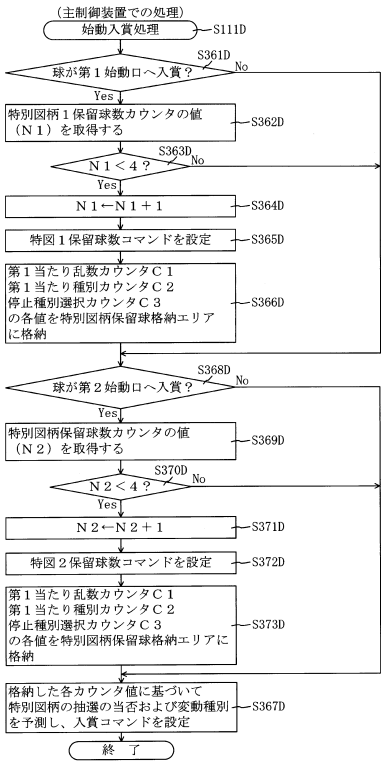 (主制御装置での処理)
始動入賞処理
S111D
球が第1始動口へ入賞?
S361D
No
Yes
特別図柄1保留球数カウンタの値
(N1)を取得する
S362D
N1<4?
S363D
No
Yes
N1←N1+1
S364D
特図1保留球数コマンドを設定
S365D
第1当たり乱数カウンタC1
第1当たり種別カウンタC2
停止種別選択カウンタC3
の各値を特別図柄保留球格納エリア
に格納
S366D
球が第2始動口へ入賞?
S368D
No
Yes
特別図柄保留球数カウンタの値
(N2)を取得する
S369D
N2<4?
S370D
No
Yes
N2←N2+1
S371D
特図2保留球数コマンドを設定
S372D
第1当たり乱数カウンタC1
第1当たり種別カウンタC2
停止種別選択カウンタC3
の各値を特別図柄保留球格納エリアに
格納
S373D
格納した各カウンタ値に基づいて
特別図柄の抽選の当否および変動種別
を予測し、入賞コマンドを設定
S367D
終了